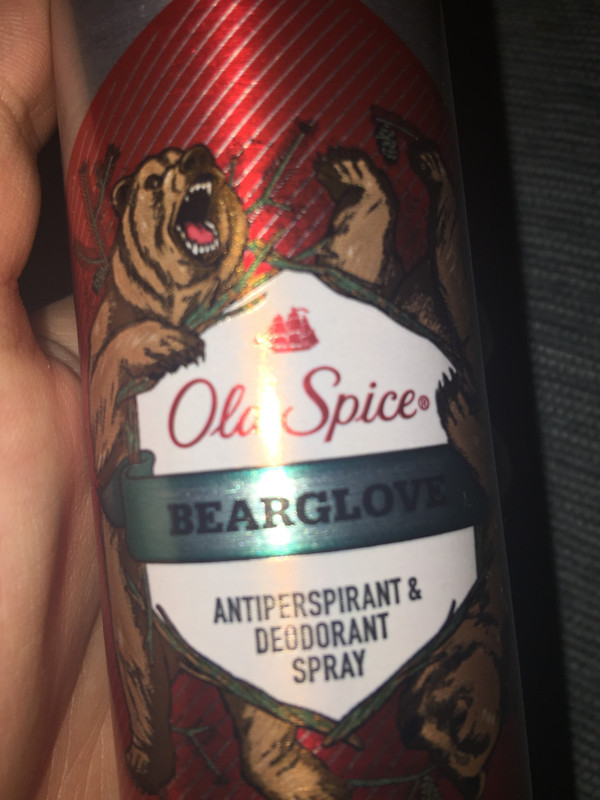 Old Spice®
BEARGLOVE
ANTIPERSPIRANT &
DEODORANT
SPRAY